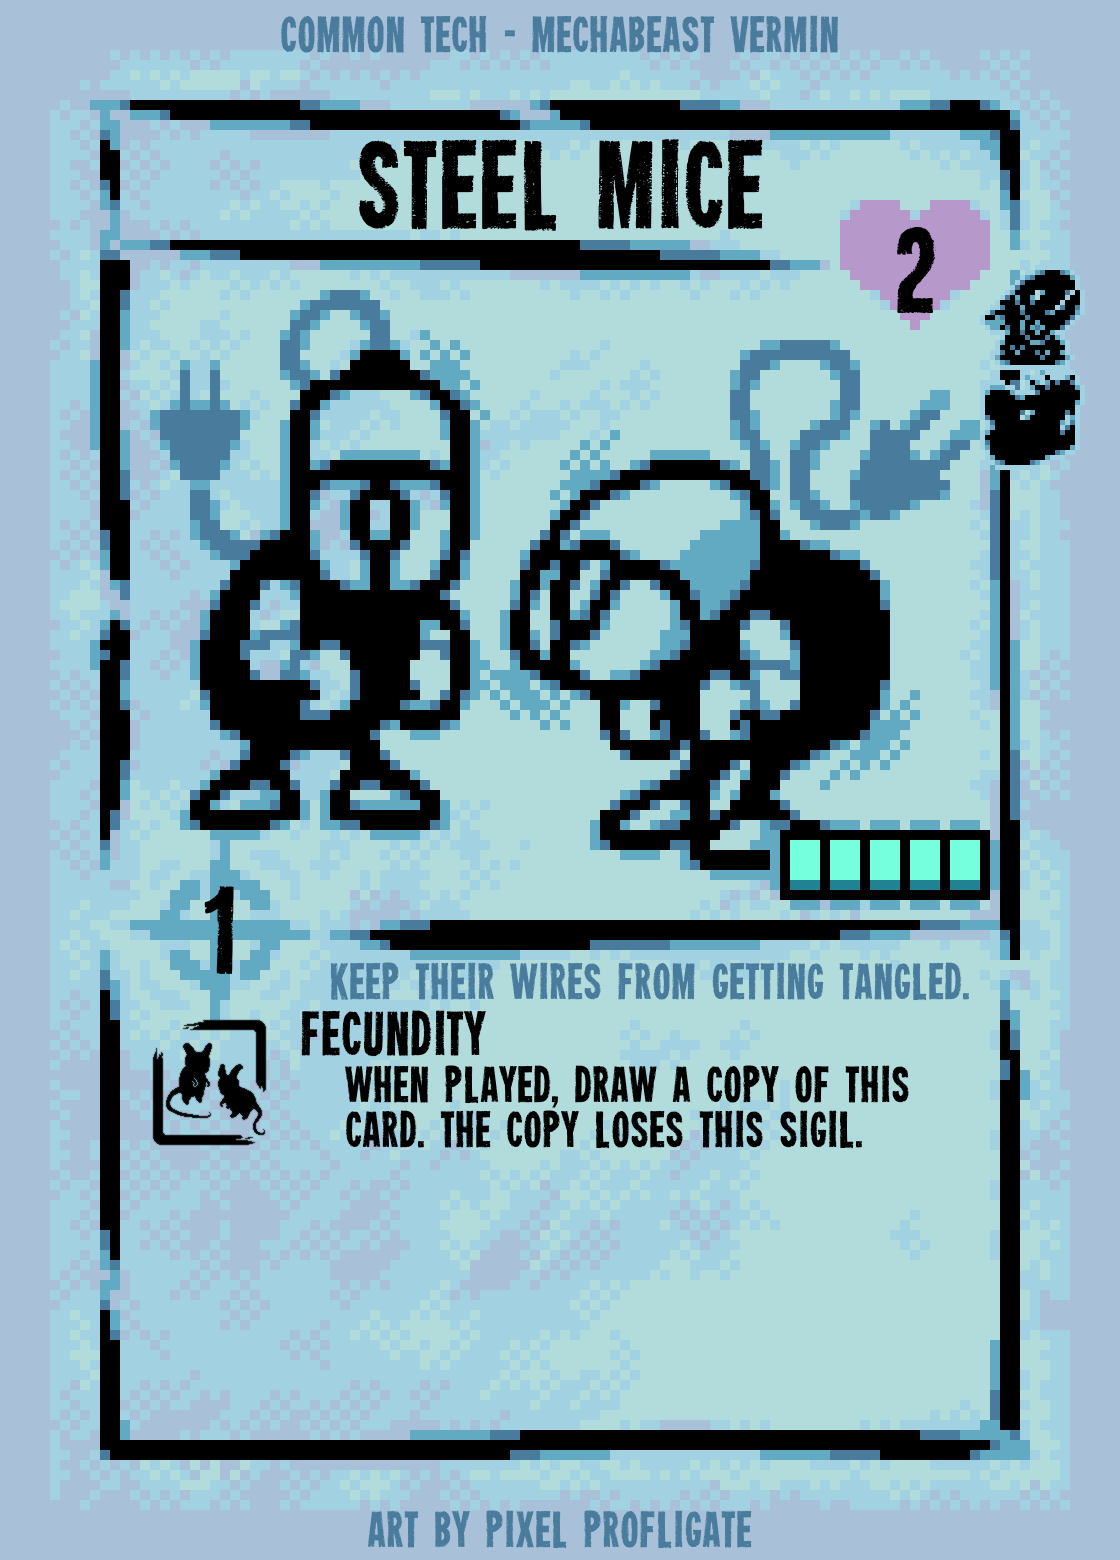 COMMON TECH - MECHABEAST VERMIN
STEEL MICE
2
1
KEEP THEIR WIRES FROM GETTING TANGLED.
FECUNDITY
WHEN PLAYED, DRAW A COPY OF THIS
CARD. THE COPY LOSES THIS SIGIL.
ART BY PIXEL PROFLIGATE